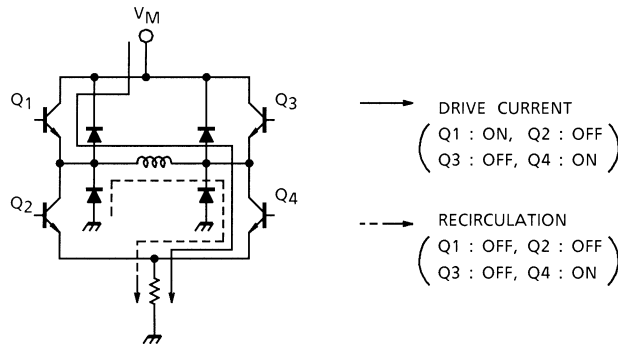 VM
Q1
Q3
Q2
Q4
DRIVE CURRENT
(Q1 : ON, Q2 : OFF
Q3 : OFF, Q4 : ON)
RECIRCULATION
(Q1 : OFF, Q2 : OFF
Q3 : OFF, Q4 : ON)